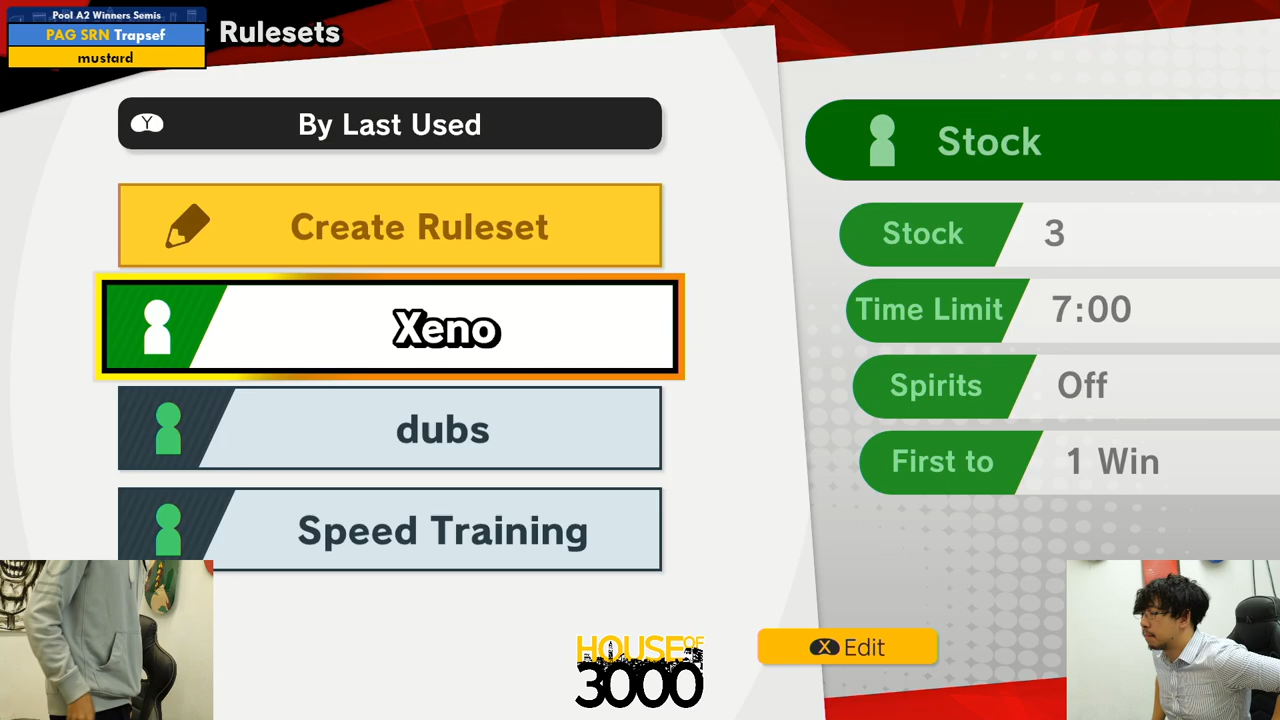 Pool A2 Winners Semis
PAG SRN Trapsef
mustard
Rulesets
Y By Last Used
Create Ruleset
Xeno
dubs
Speed Training
Stock
Stock 3
Time Limit 7:00
Spirits Off
First to 1 Win
X Edit
HOUSE OF
3000